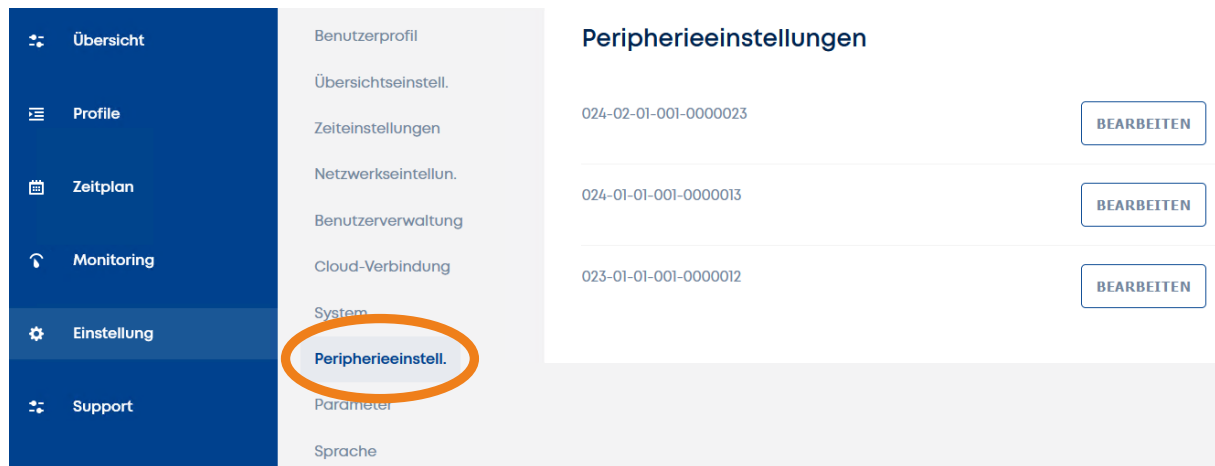 Übersicht
Profile
Zeitplan
Monitoring
Einstellung
Support
Benutzerprofil
Übersichtseinstell.
Zeiteinstellungen
Netzwerkseintellun.
Benutzerverwaltung
Cloud-Verbindung
System
Peripherieeinstell.
Parameter
Sprache
Peripherieeinstellungen
024-02-01-001-0000023
BEARBEITEN
024-01-01-001-0000013
BEARBEITEN
023-01-01-001-0000012
BEARBEITEN